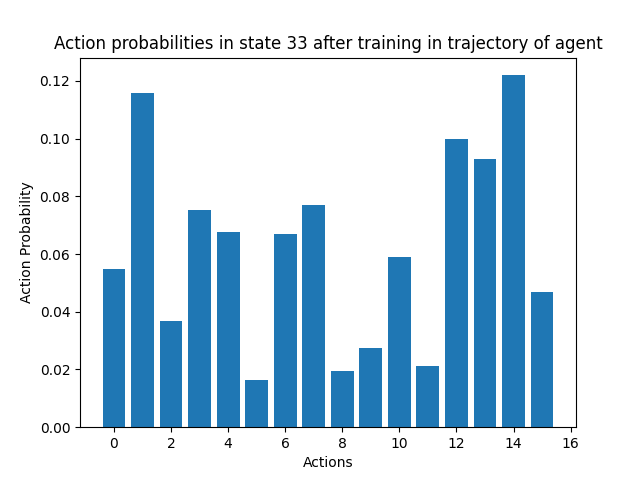 Action probabilities in state 33 after training in trajectory of agent
0.12
0.10
0.08
0.06
0.04
0.02
0.00
Action Probability
0 2 4 6 8 10 12 14 16
Actions